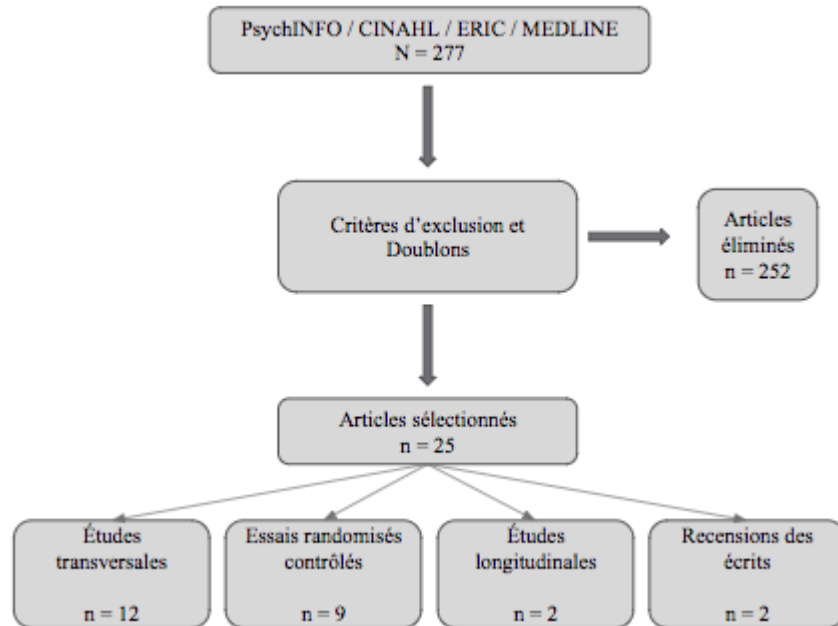 PsychINFO / CINAHL / ERIC / MEDLINE
N = 277
Critères d'exclusion et
Doublons
Articles
éliminés
n = 252
Articles sélectionnés
n = 25
Études
transversales
n = 12
Essais randomisés
contrôlés
n = 9
Études
longitudinales
n = 2
Recensions des
écrits
n = 2